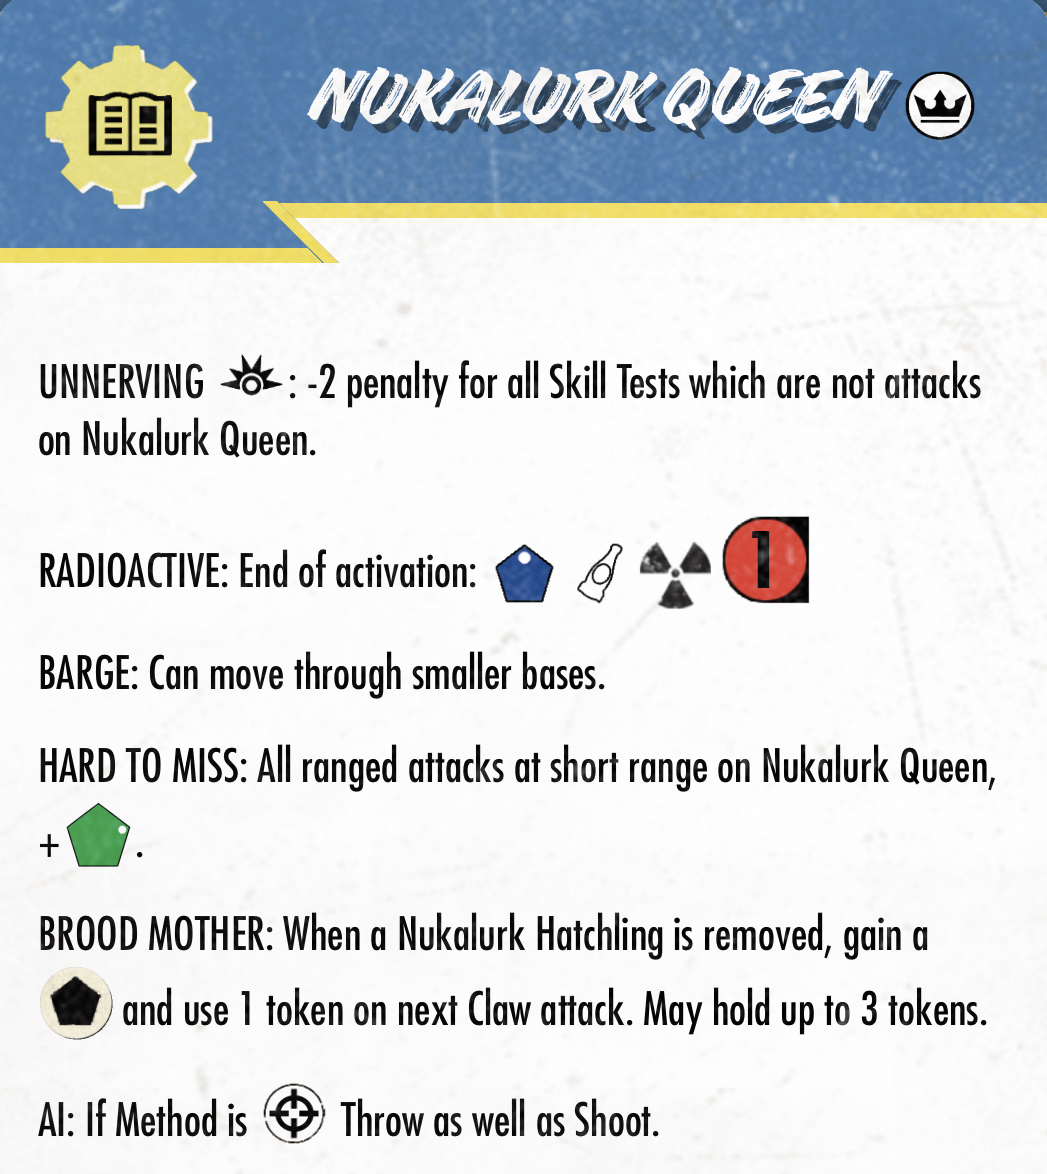 NUKALURK QUEEN
UNNERVING : -2 penalty for all Skill Tests which are not attacks
on Nukalurk Queen.
RADIOACTIVE: End of activation: 1
BARGE: Can move through smaller bases.
HARD TO MISS: All ranged attacks at short range on Nukalurk Queen,
+ .
BROOD MOTHER: When a Nukalurk Hatchling is removed, gain a
and use 1 token on next Claw attack. May hold up to 3 tokens.
AI: If Method is Throw as well as Shoot.